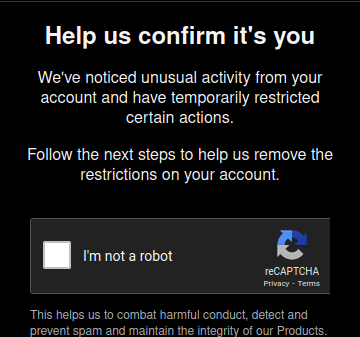 Help us confirm it's you
We've noticed unusual activity from your
account and have temporarily restricted
certain actions.
Follow the next steps to help us remove the
restrictions on your account.
I'm not a robot
reCAPTCHA
Privacy - Terms
This helps us to combat harmful conduct, detect and
prevent spam and maintain the integrity of our Products.